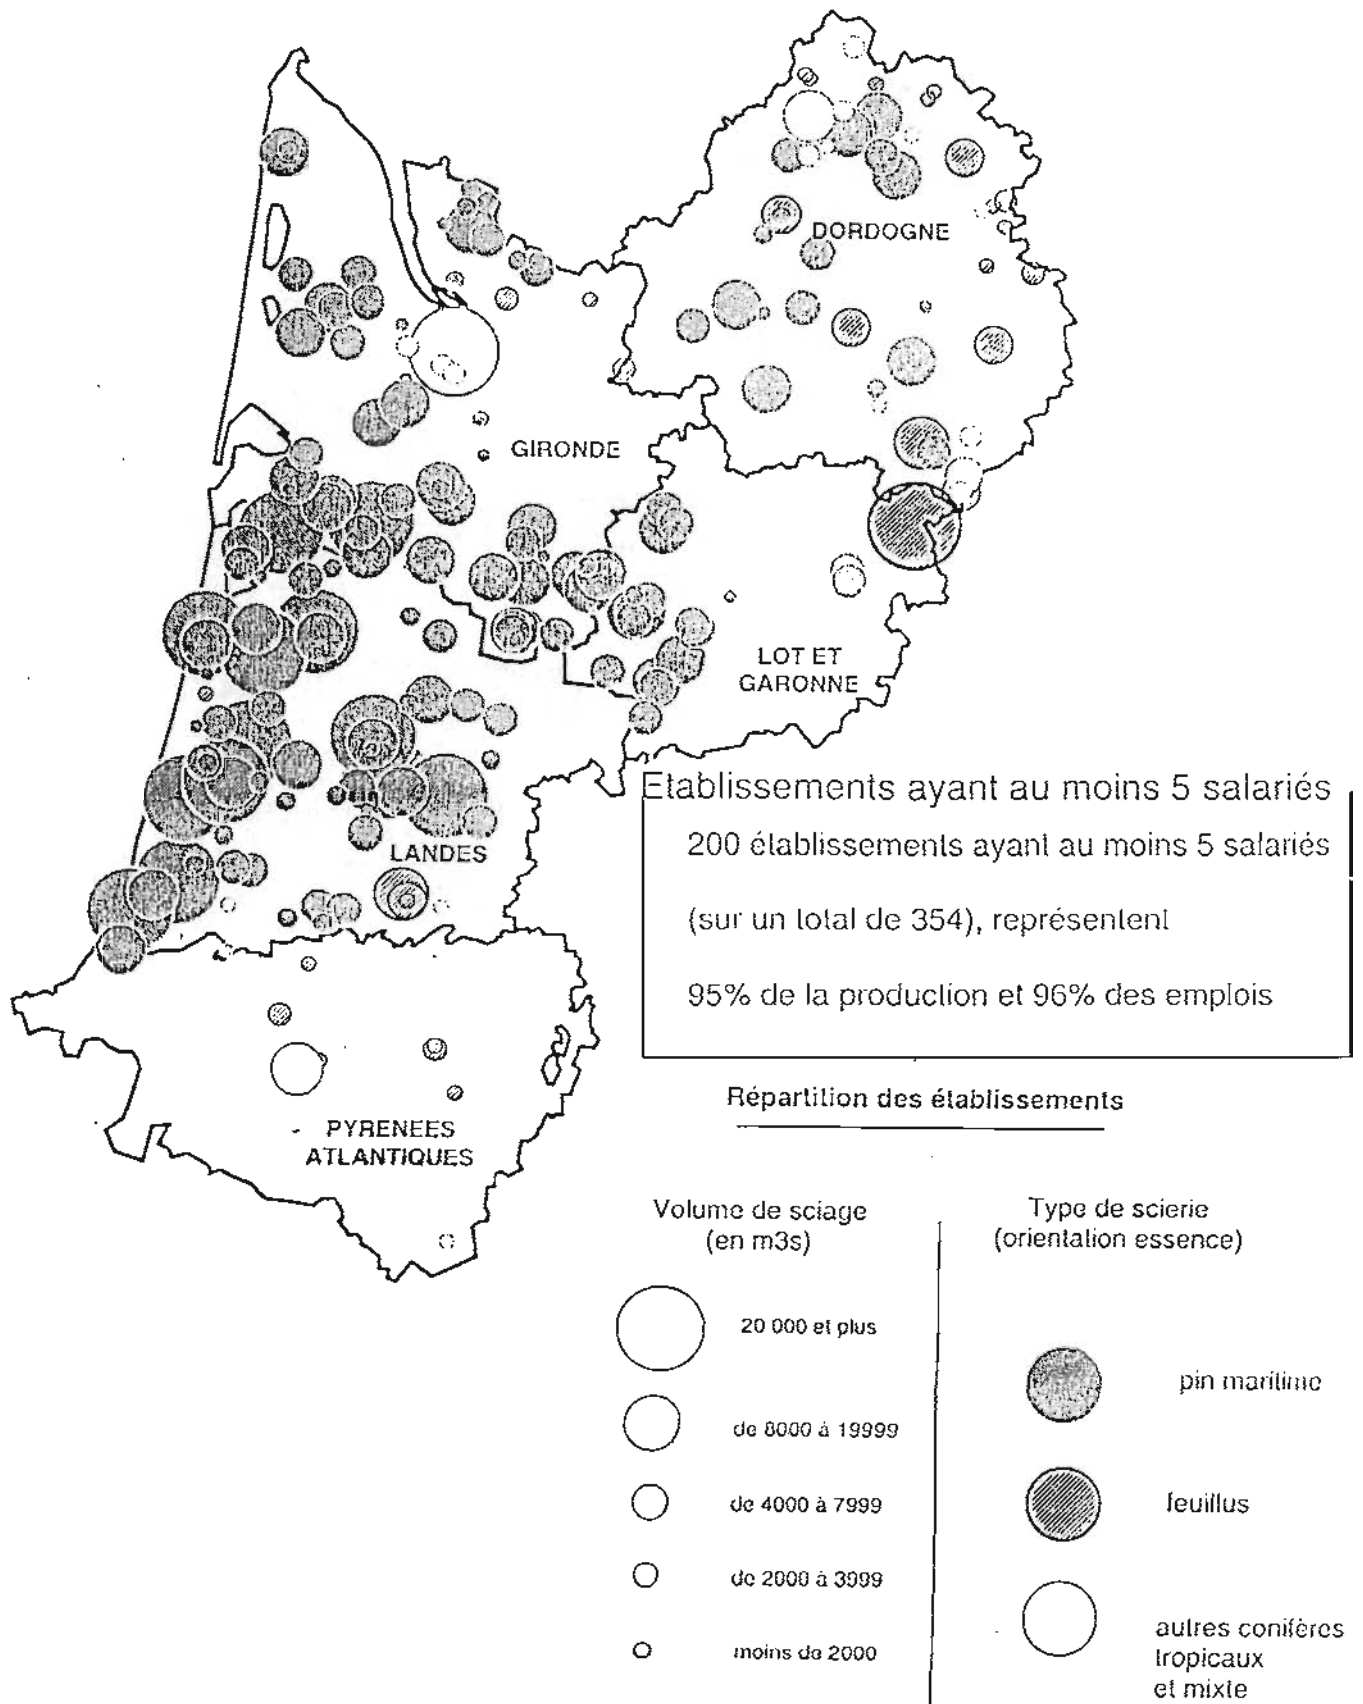 DORDOGNE
GIRONDE
LOT ET
GARONNE
LANDES
PYRENEES
ATLANTIQUES
Etablissements ayant au moins 5 salariés
200 établissements ayant au moins 5 salariés
(sur un total de 354), représentent
95% de la production et 96% des emplois
Répartition des établissements
Volume de sciage
(en m3s)
20 000 et plus
de 8000 à 19999
de 4000 à 7999
de 2000 à 3999
moins de 2000
Type de scierie
(orientation essence)
pin maritime
feuillus
autres conifères
tropicaux
et mixte